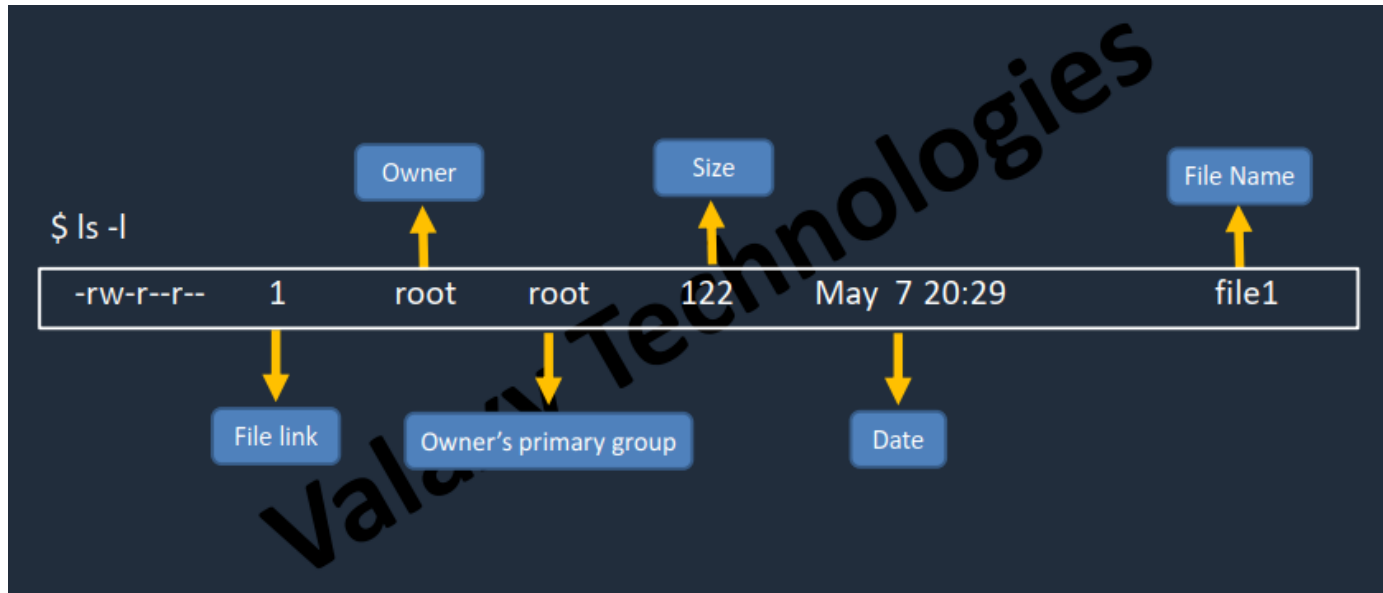 Owner
Size
File Name
$ ls -l
-rw-r--r-- 1 root root 122 May 7 20:29 file1
File link
Owner’s primary group
Date
Valaxy Technologies